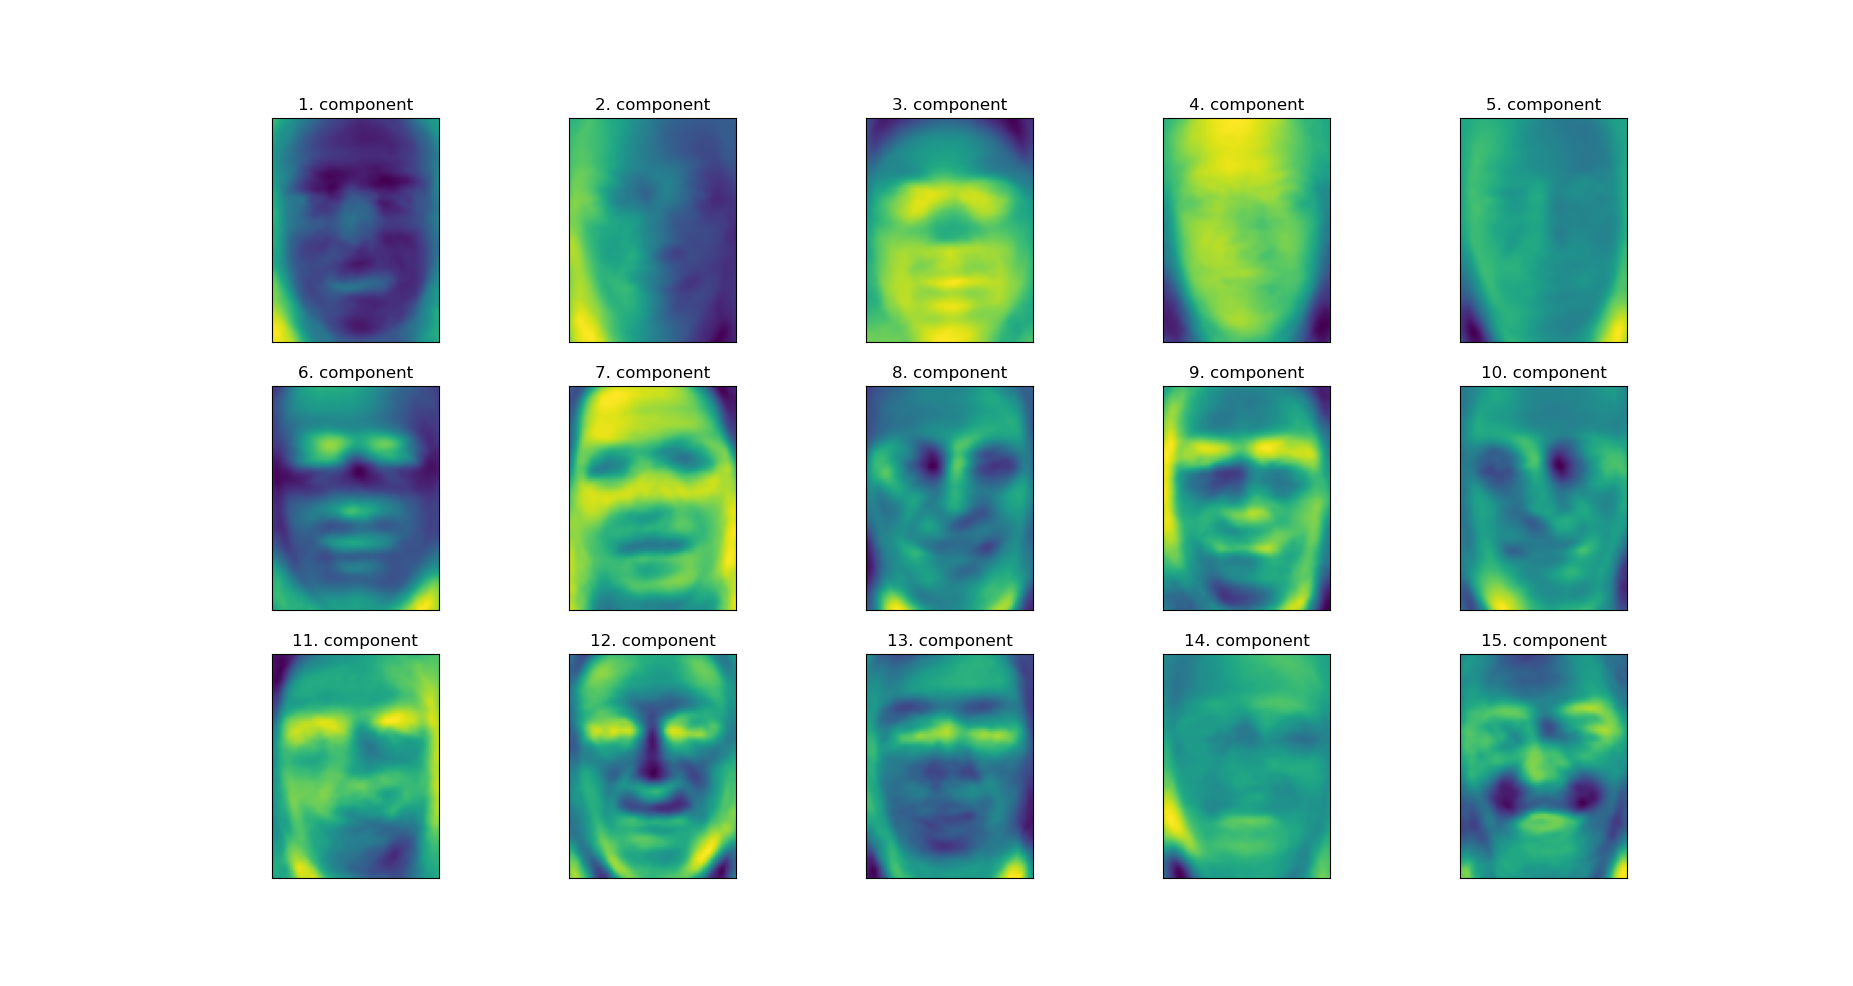 1. component
2. component
3. component
4. component
5. component
6. component
7. component
8. component
9. component
10. component
11. component
12. component
13. component
14. component
15. component